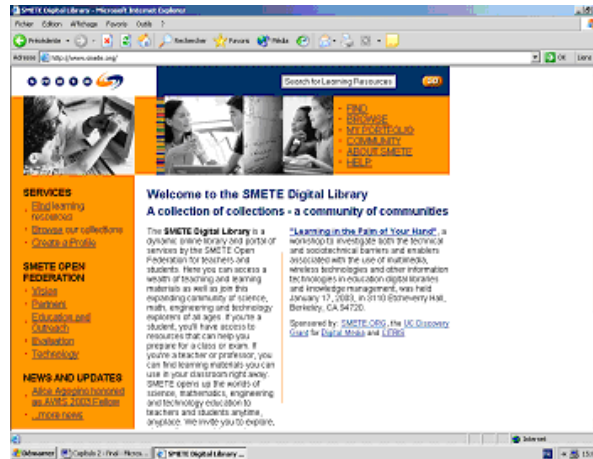 SMETE Digital Library - Microsoft Internet Explorer
Fichier Edition Affichage Favoris Outils ?
Précédente Rechercher Favoris Média
Adresse http://www.smete.org/ OK Liens
s m e t e
Search for Learning Resources GO
FIND
BROWSE
MY PORTFOLIO
COMMUNITY
ABOUT SMETE
HELP
SERVICES
Find learning
resources
Browse our collections
Create a Profile
SMETE OPEN
FEDERATION
Vision
Partners
Education and
Outreach
Evaluation
Technology
NEWS AND UPDATES
Alice Agogino honored
as AWIS 2003 Fellow
...more news
Welcome to the SMETE Digital Library
A collection of collections - a community of communities
The SMETE Digital Library is a
dynamic online library and portal of
services by the SMETE Open
Federation for teachers and
students. Here you can access a
wealth of teaching and learning
materials as well as join this
expanding community of science,
math, engineering and technology
explorers of all ages. If you're a
student, you'll have access to
resources that can help you
prepare for a class or exam. If
you're a teacher or professor, you
can find learning materials you can
use in your classroom right away.
SMETE opens up the worlds of
science, mathematics, engineering
and technology education to
teachers and students anytime,
anyplace. We invite you to explore,
"Learning in the Palm of Your Hand", a
workshop to investigate both the technical
and sociotechnical barriers and enablers
associated with the use of multimedia,
wireless technologies and other information
technologies in education digital libraries
and knowledge management, was held
January 17, 2003, in 3110 Etcheverry Hall,
Berkeley, CA 94720.
Sponsored by: SMETE.ORG, the UC Discovery
Grant for Digital Media and CITRIS
Internet
Démarrer Capitulo 2 - final - Micros... SMETE Digital Library ...